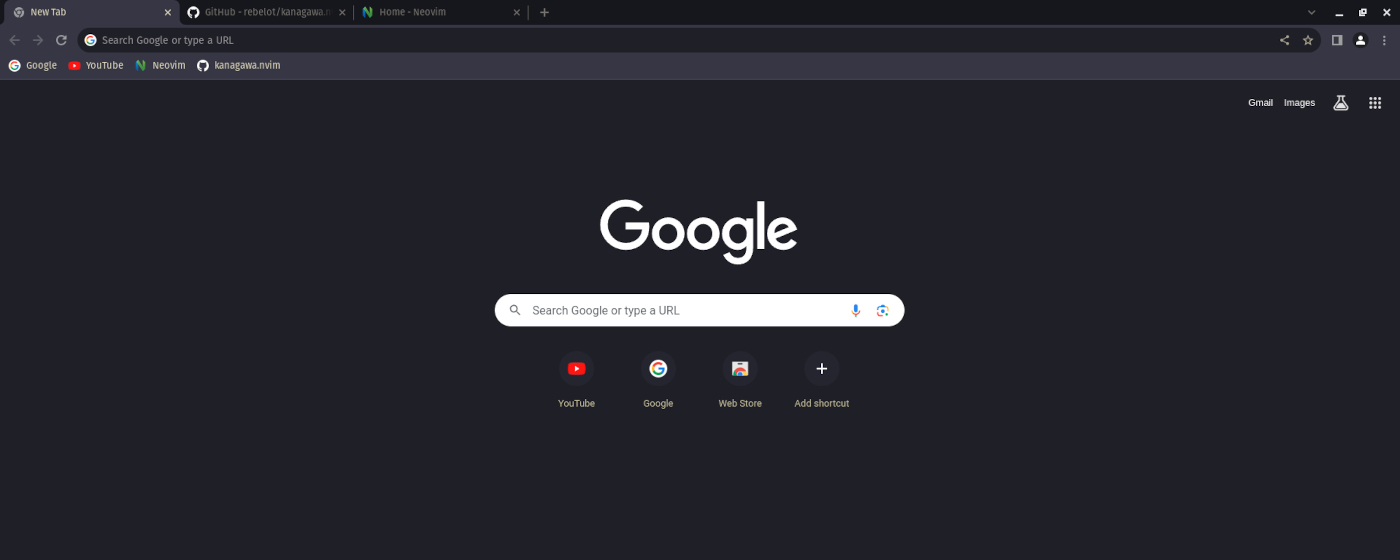 New Tab
GitHub - rebelot/kanagawa.n
Home - Neovim
Search Google or type a URL
Google
YouTube
Neovim
kanagawa.nvim
Gmail
Images
Google
Search Google or type a URL
YouTube
Google
Web Store
Add shortcut